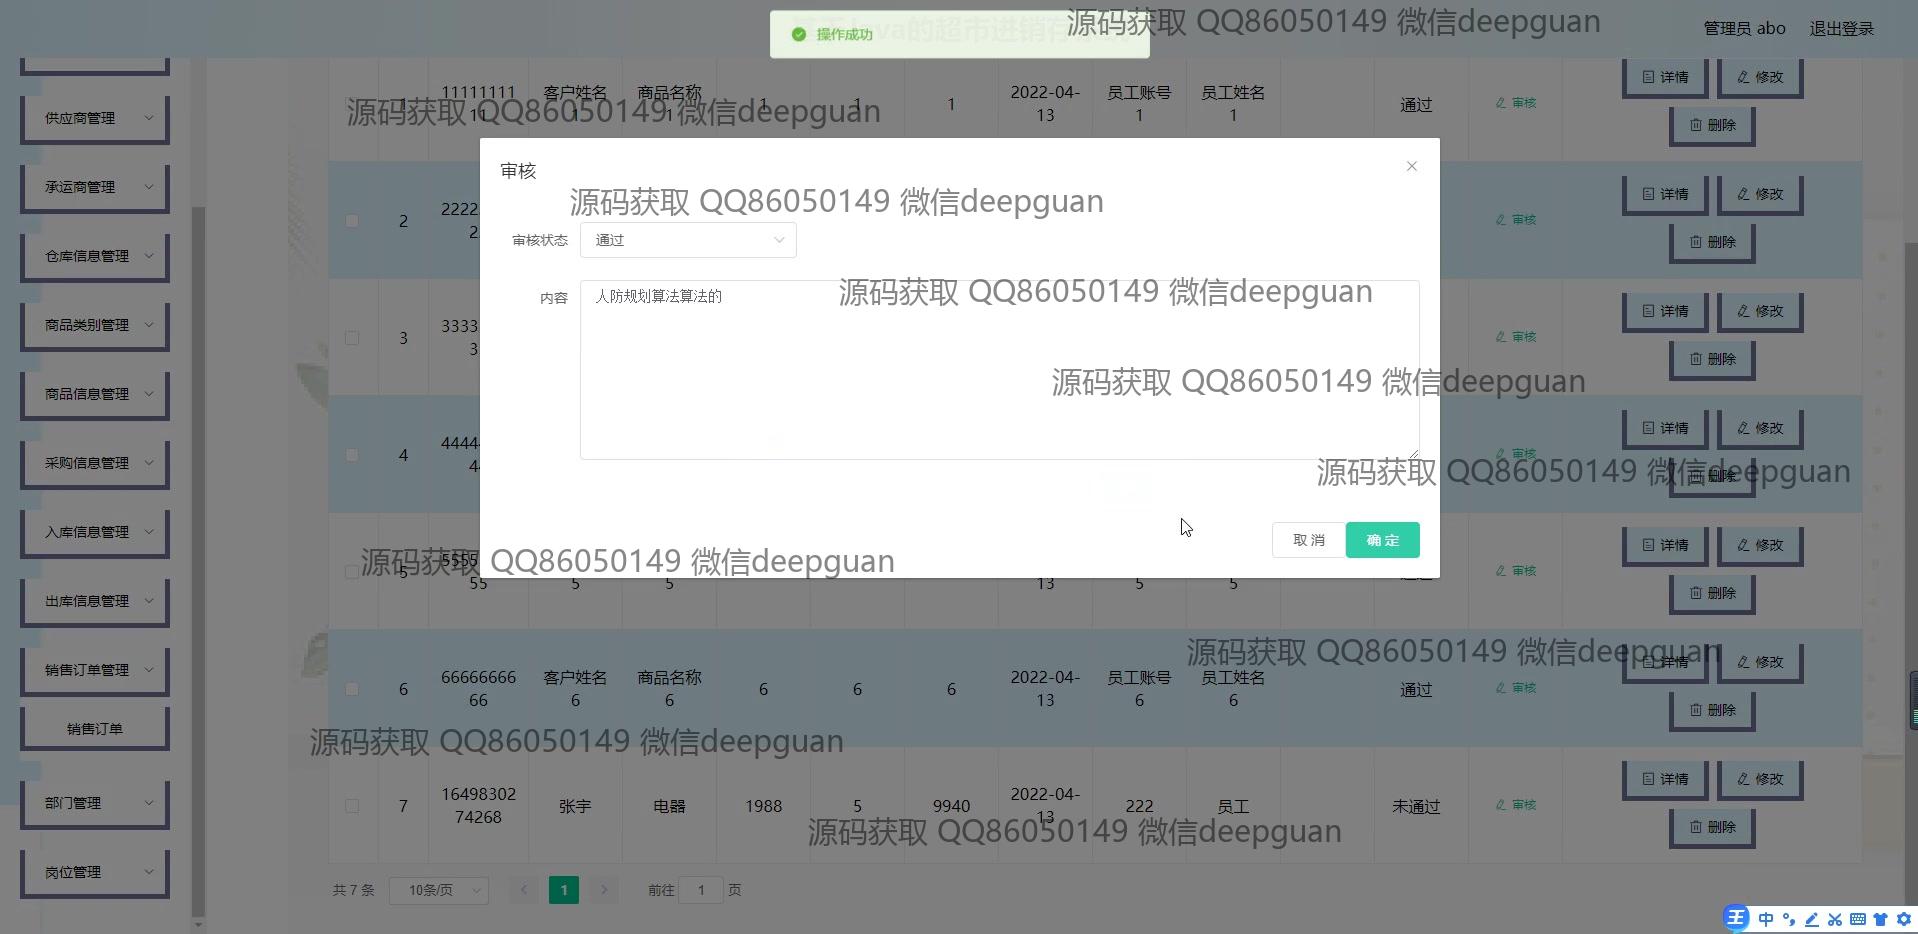 基于Java的超市进销存
操作成功
源码获取 QQ86050149 微信deepguan
管理员 abo
退出登录
供应商管理
承运商管理
仓库信息管理
商品类别管理
商品信息管理
采购信息管理
入库信息管理
出库信息管理
销售订单管理
销售订单
部门管理
岗位管理
1 11111111 11 客户姓名 1 商品名称 1 1 1 1 2022-04-13 员工账号 1 员工姓名 1 通过 审核 详情 修改 删除
源码获取 QQ86050149 微信deepguan
审核
源码获取 QQ86050149 微信deepguan
审核状态 通过
内容 人防规划算法算法的
源码获取 QQ86050149 微信deepguan
源码获取 QQ86050149 微信deepguan
取消 确定
2 2222 2 审核 详情 修改 删除
3 3333 3 审核 详情 修改 删除
4 4444 4 审核 详情 修改 删除
源码获取 QQ86050149 微信deepguan
源码获取 QQ86050149 微信deepguan
5 5555 55 5 5 13 5 5 审核 详情 修改 删除
源码获取 QQ86050149 微信deepguan
6 66666666 66 客户姓名 6 商品名称 6 6 6 6 2022-04-13 员工账号 6 员工姓名 6 通过 审核 详情 修改 删除
源码获取 QQ86050149 微信deepguan
7 16498302 74268 张宇 电器 1988 5 9940 2022-04-13 222 员工 未通过 审核 详情 修改 删除
源码获取 QQ86050149 微信deepguan
共 7 条 10条/页 1 前往 1 页
王 中